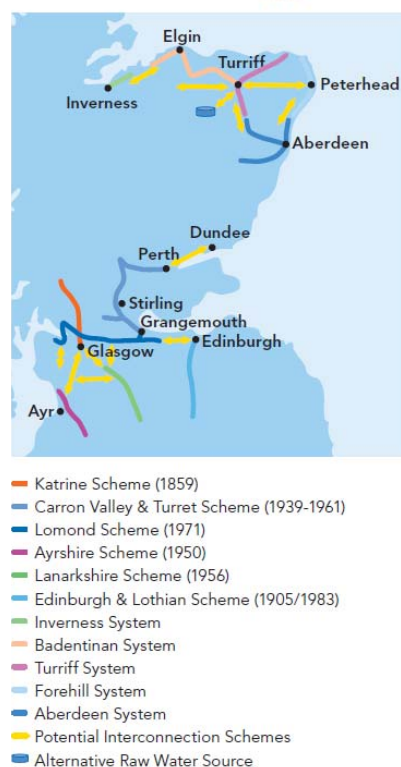 Elgin
Turriff
Peterhead
Inverness
Aberdeen
Dundee
Perth
Stirling
Grangemouth
Edinburgh
Glasgow
Ayr
Katrine Scheme (1859)
Carron Valley & Turret Scheme (1939-1961)
Lomond Scheme (1971)
Ayrshire Scheme (1950)
Lanarkshire Scheme (1956)
Edinburgh & Lothian Scheme (1905/1983)
Inverness System
Badentinan System
Turriff System
Forehill System
Aberdeen System
Potential Interconnection Schemes
Alternative Raw Water Source